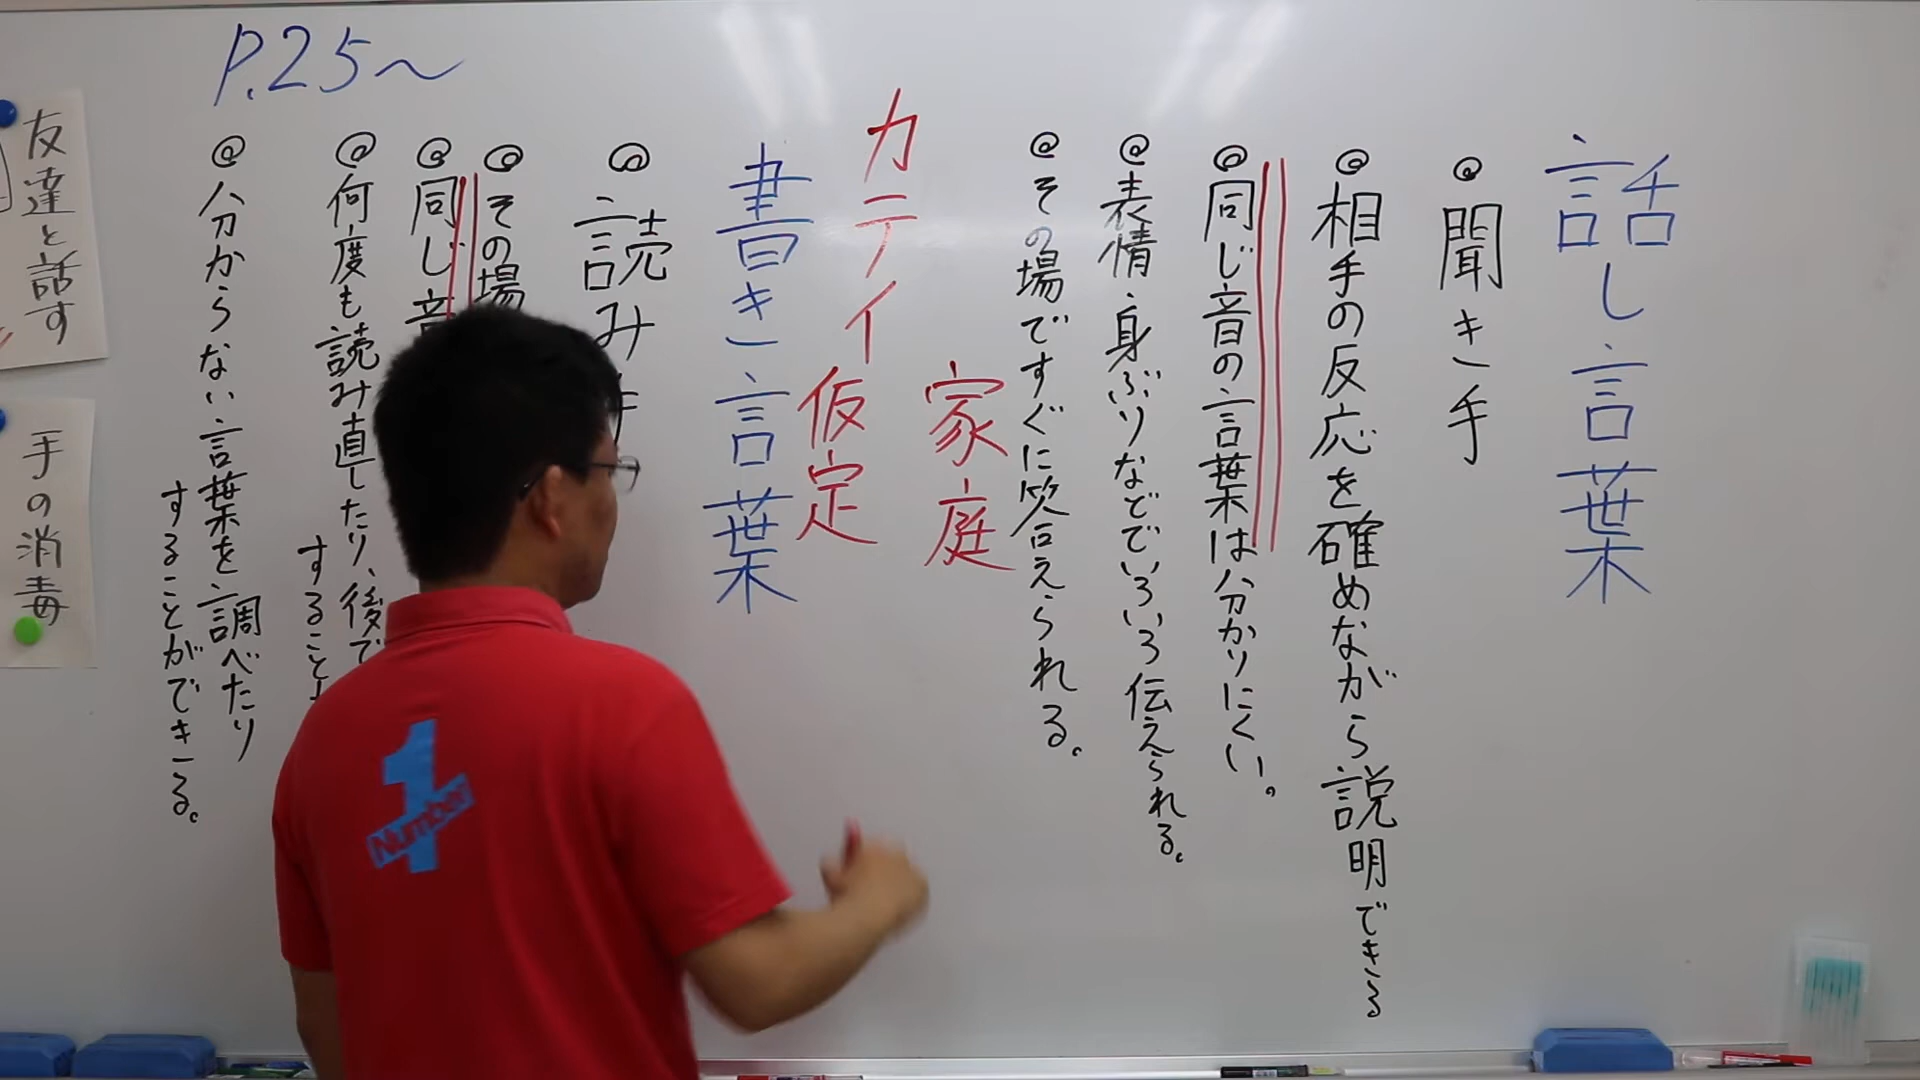 P.25〜
話し言葉
聞き手
相手の反応を確めながら説明できる
同じ音の言葉は分かりにくい。
表情・身ぶりなどでいろいろ伝えられる。
その場ですぐに答えられる。
家庭
カテイ
仮定
書き言葉
読み手
その場
同じ音
何度も読み直したり、後で
すること
分からない言葉を調べたり
することができる。
友達と話す
手の消毒
1
Number